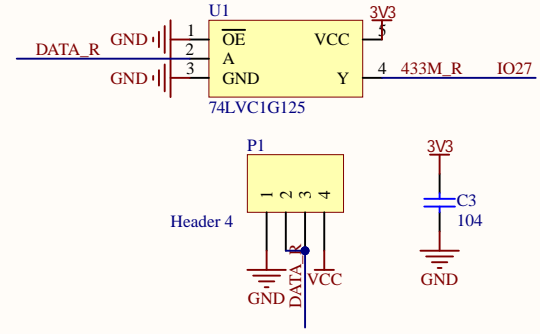 U1
3V3
GND 1 OE VCC 5
DATA_R 2 A
GND 3 GND Y 4 433M_R IO27
74LVC1G125
P1
3V3
1 2 3 4
C3
Header 4
104
DATA_R
GND VCC GND